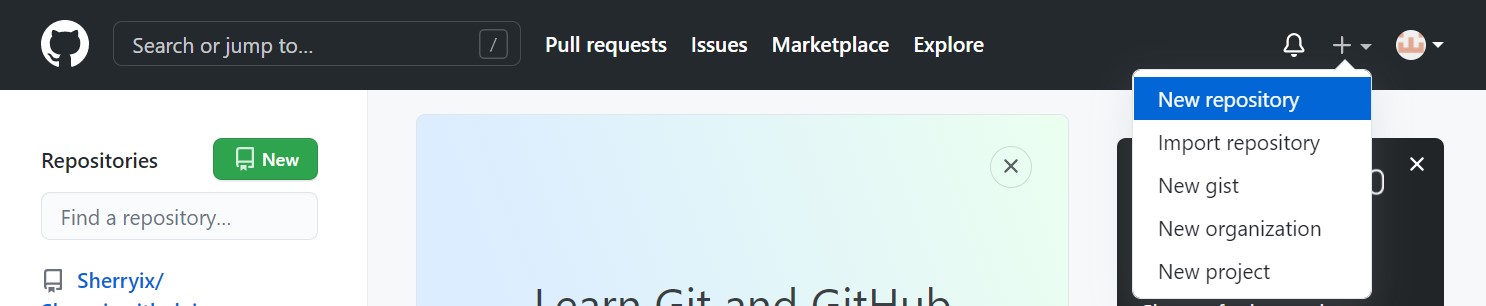 Search or jump to... /
Pull requests Issues Marketplace Explore
New repository
Import repository
New gist
New organization
New project
Repositories New
Find a repository...
Sherryix/
Learn Git and GitHub